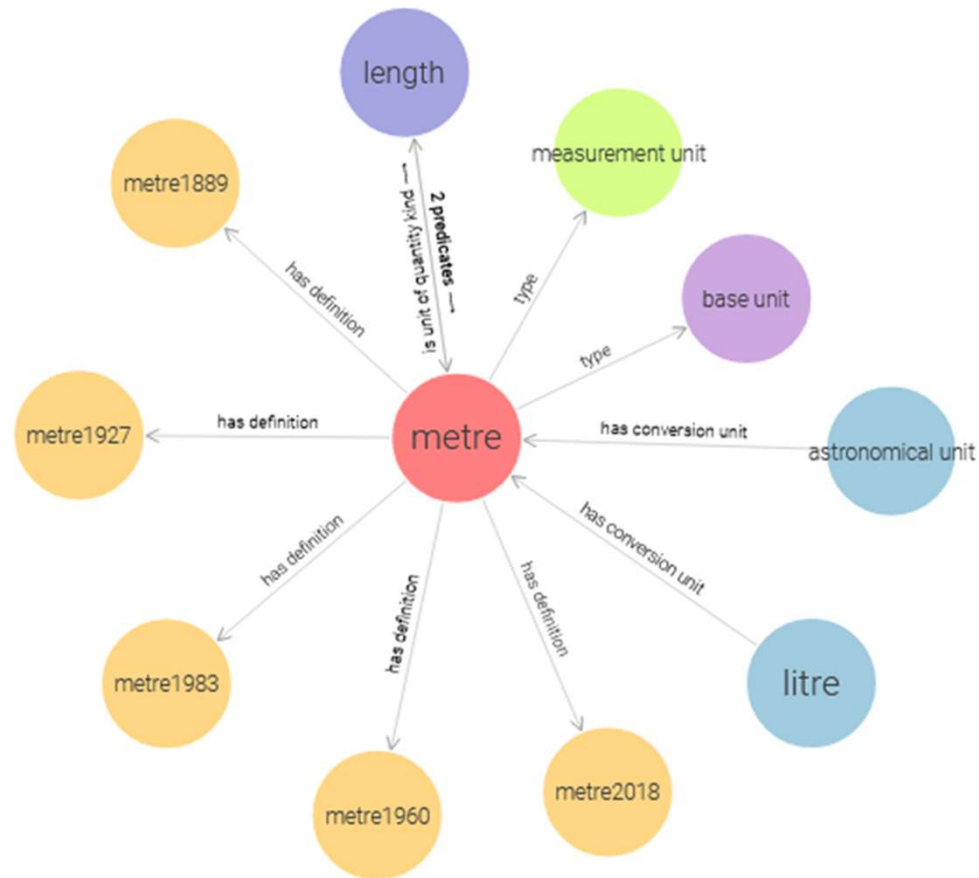 length
measurement unit
metre1889
2 predicates
is unit of quantity kind
has definition
type
base unit
type
metre1927
has definition
metre
has conversion unit
astronomical unit
has definition
has conversion unit
has definition
has definition
metre1983
litre
metre1960
metre2018